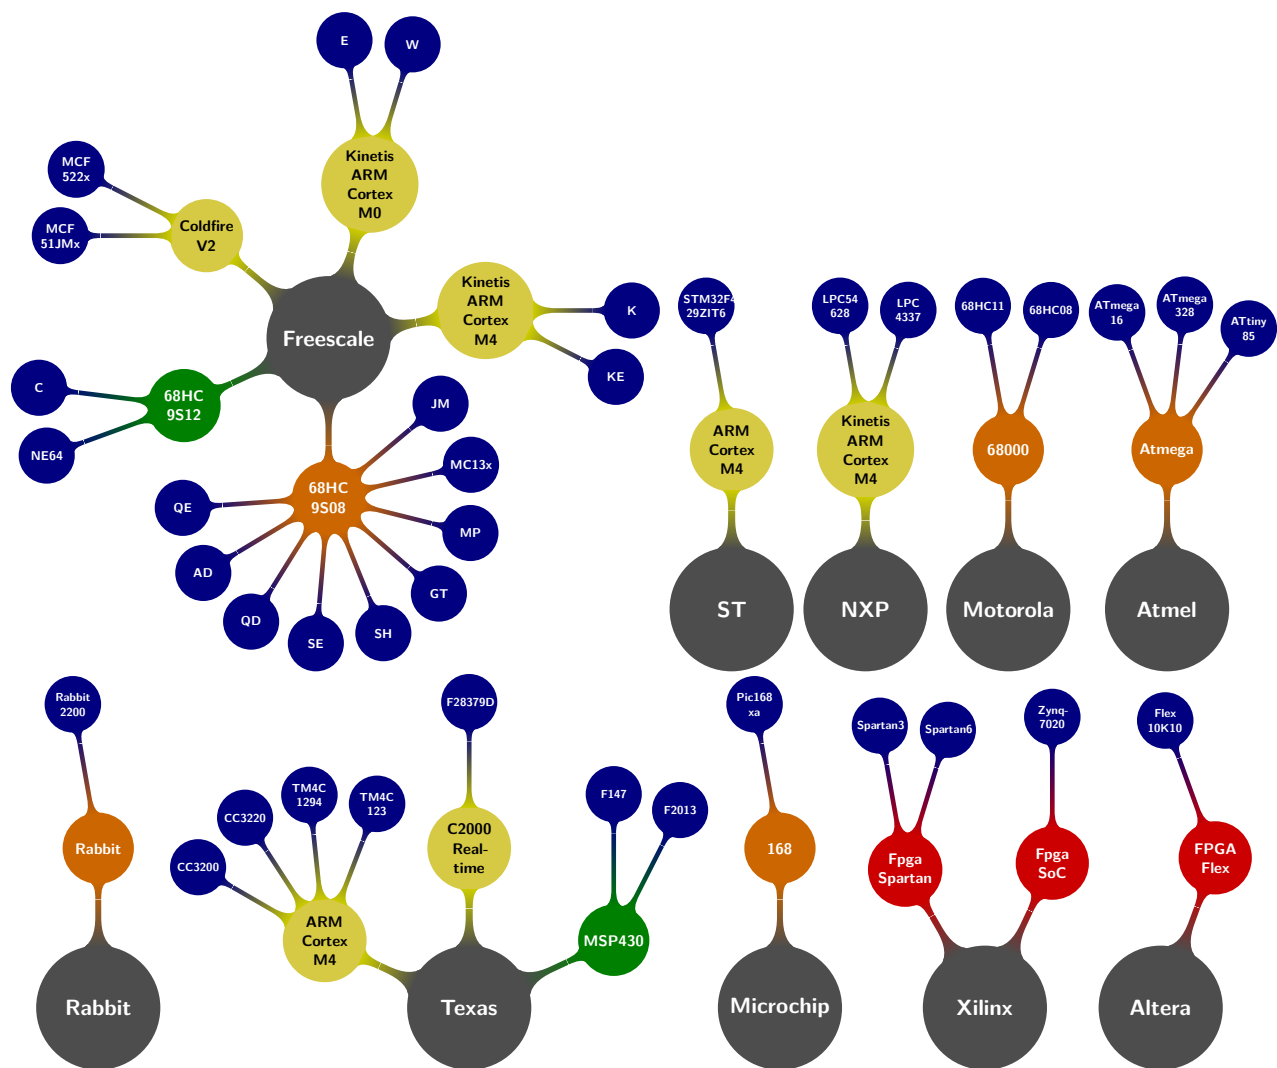 E
W
Kinetis
ARM
Cortex
M0
MCF
522x
MCF
51JMx
Coldfire
V2
Kinetis
ARM
Cortex
M4
K
KE
Freescale
C
NE64
68HC
9S12
68HC
9S08
JM
MC13x
MP
GT
SH
SE
QD
AD
QE
STM32F4
29ZIT6
ARM
Cortex
M4
ST
LPC54
628
LPC
4337
Kinetis
ARM
Cortex
M4
NXP
68HC11
68HC08
68000
Motorola
ATmega
16
ATmega
328
ATtiny
85
Atmega
Atmel
Rabbit
2200
Rabbit
Rabbit
CC3200
CC3220
TM4C
1294
TM4C
123
ARM
Cortex
M4
F28379D
C2000
Real-
time
F147
F2013
MSP430
Texas
Pic168
xa
168
Microchip
Spartan3
Spartan6
Fpga
Spartan
Zynq-
7020
Fpga
SoC
Xilinx
Flex
10K10
FPGA
Flex
Altera